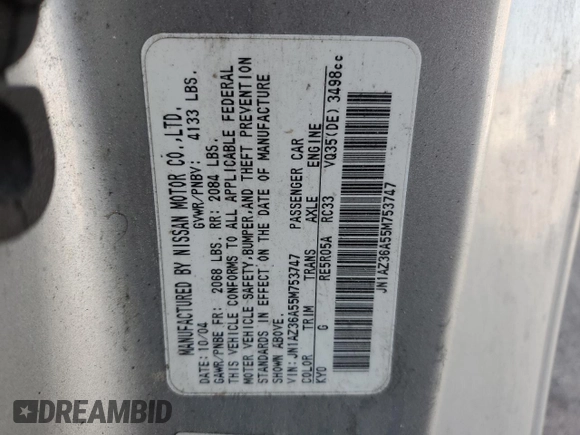 MANUFACTURED BY NISSAN MOTOR CO.,LTD.
DATE: 10/04 GVWR/PNBV: 4133 LBS.
GAWR/PNBE FR: 2068 LBS. RR: 2084 LBS.
THIS VEHICLE CONFORMS TO ALL APPLICABLE FEDERAL
MOTOR VEHICLE SAFETY,BUMPER,AND THEFT PREVENTION
STANDARDS IN EFFECT ON THE DATE OF MANUFACTURE
SHOWN ABOVE.
VIN: JN1AZ36A55M753747 PASSENGER CAR
COLOR TRIM TRANS AXLE ENGINE
KY0 G RE5R05A RC33 VQ35(DE) 3498cc
JN1AZ36A55M753747
DREAMBID